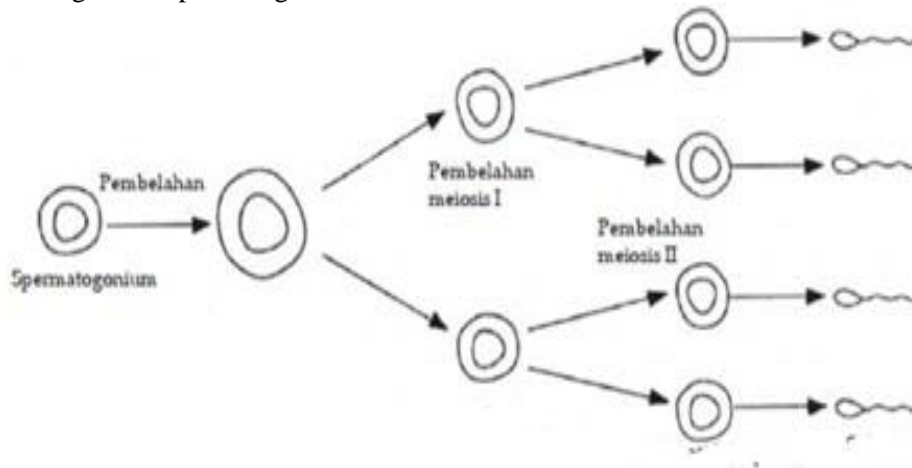 Pembelahan
Spermatogonium
Pembelahan
meiosis I
Pembelahan
meiosis II